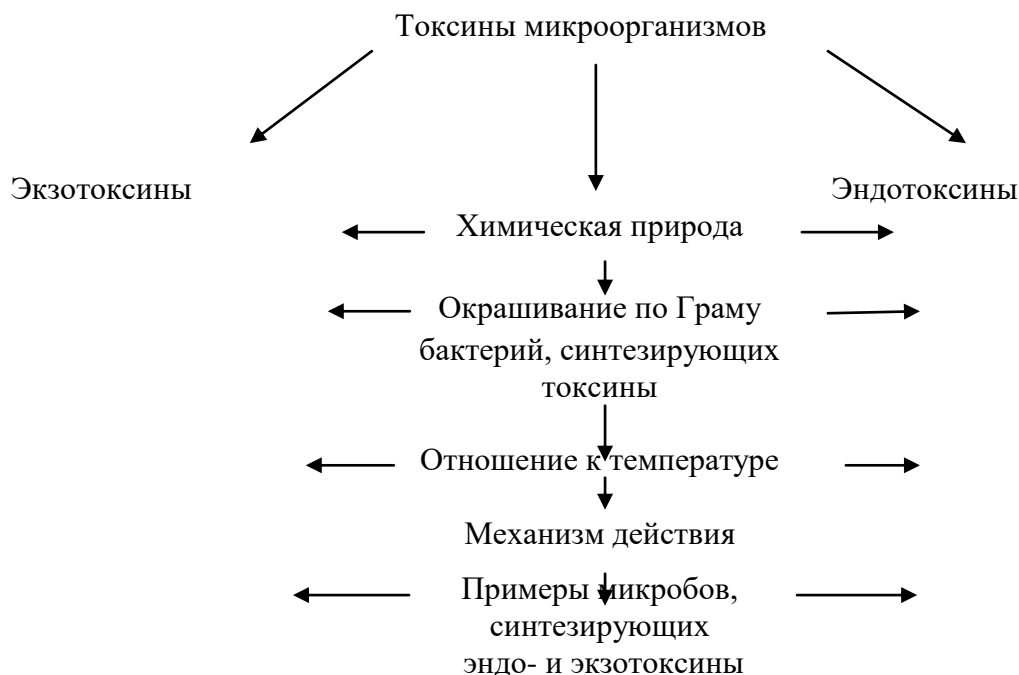 Токсины микроорганизмов
Экзотоксины
Эндотоксины
Химическая природа
Окрашивание по Граму
бактерий, синтезирующих
токсины
Отношение к температуре
Механизм действия
Примеры микробов,
синтезирующих
эндо- и экзотоксины